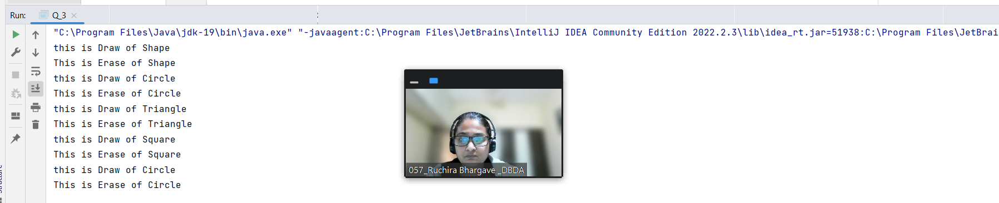 Run: Q_3
"C:\Program Files\Java\jdk-19\bin\java.exe" "-javaagent:C:\Program Files\JetBrains\IntelliJ IDEA Community Edition 2022.2.3\lib\idea_rt.jar=51938:C:\Program Files\JetBrai
this is Draw of Shape
This is Erase of Shape
this is Draw of Circle
This is Erase of Circle
this is Draw of Triangle
This is Erase of Triangle
this is Draw of Square
This is Erase of Square
this is Draw of Circle
This is Erase of Circle
057_Ruchira Bhargave _DBDA
Structure